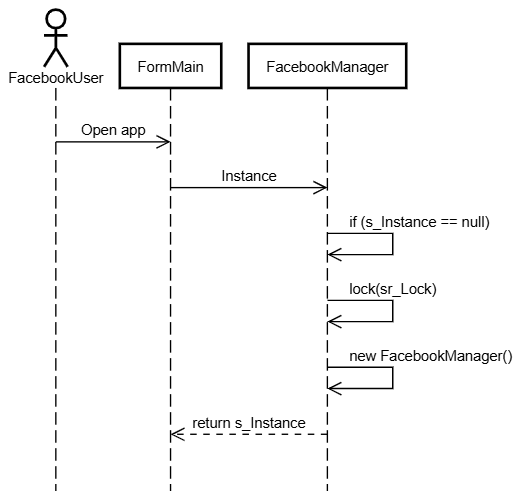 FacebookUser
FormMain
FacebookManager
Open app
Instance
if (s_Instance == null)
lock(sr_Lock)
new FacebookManager()
return s_Instance